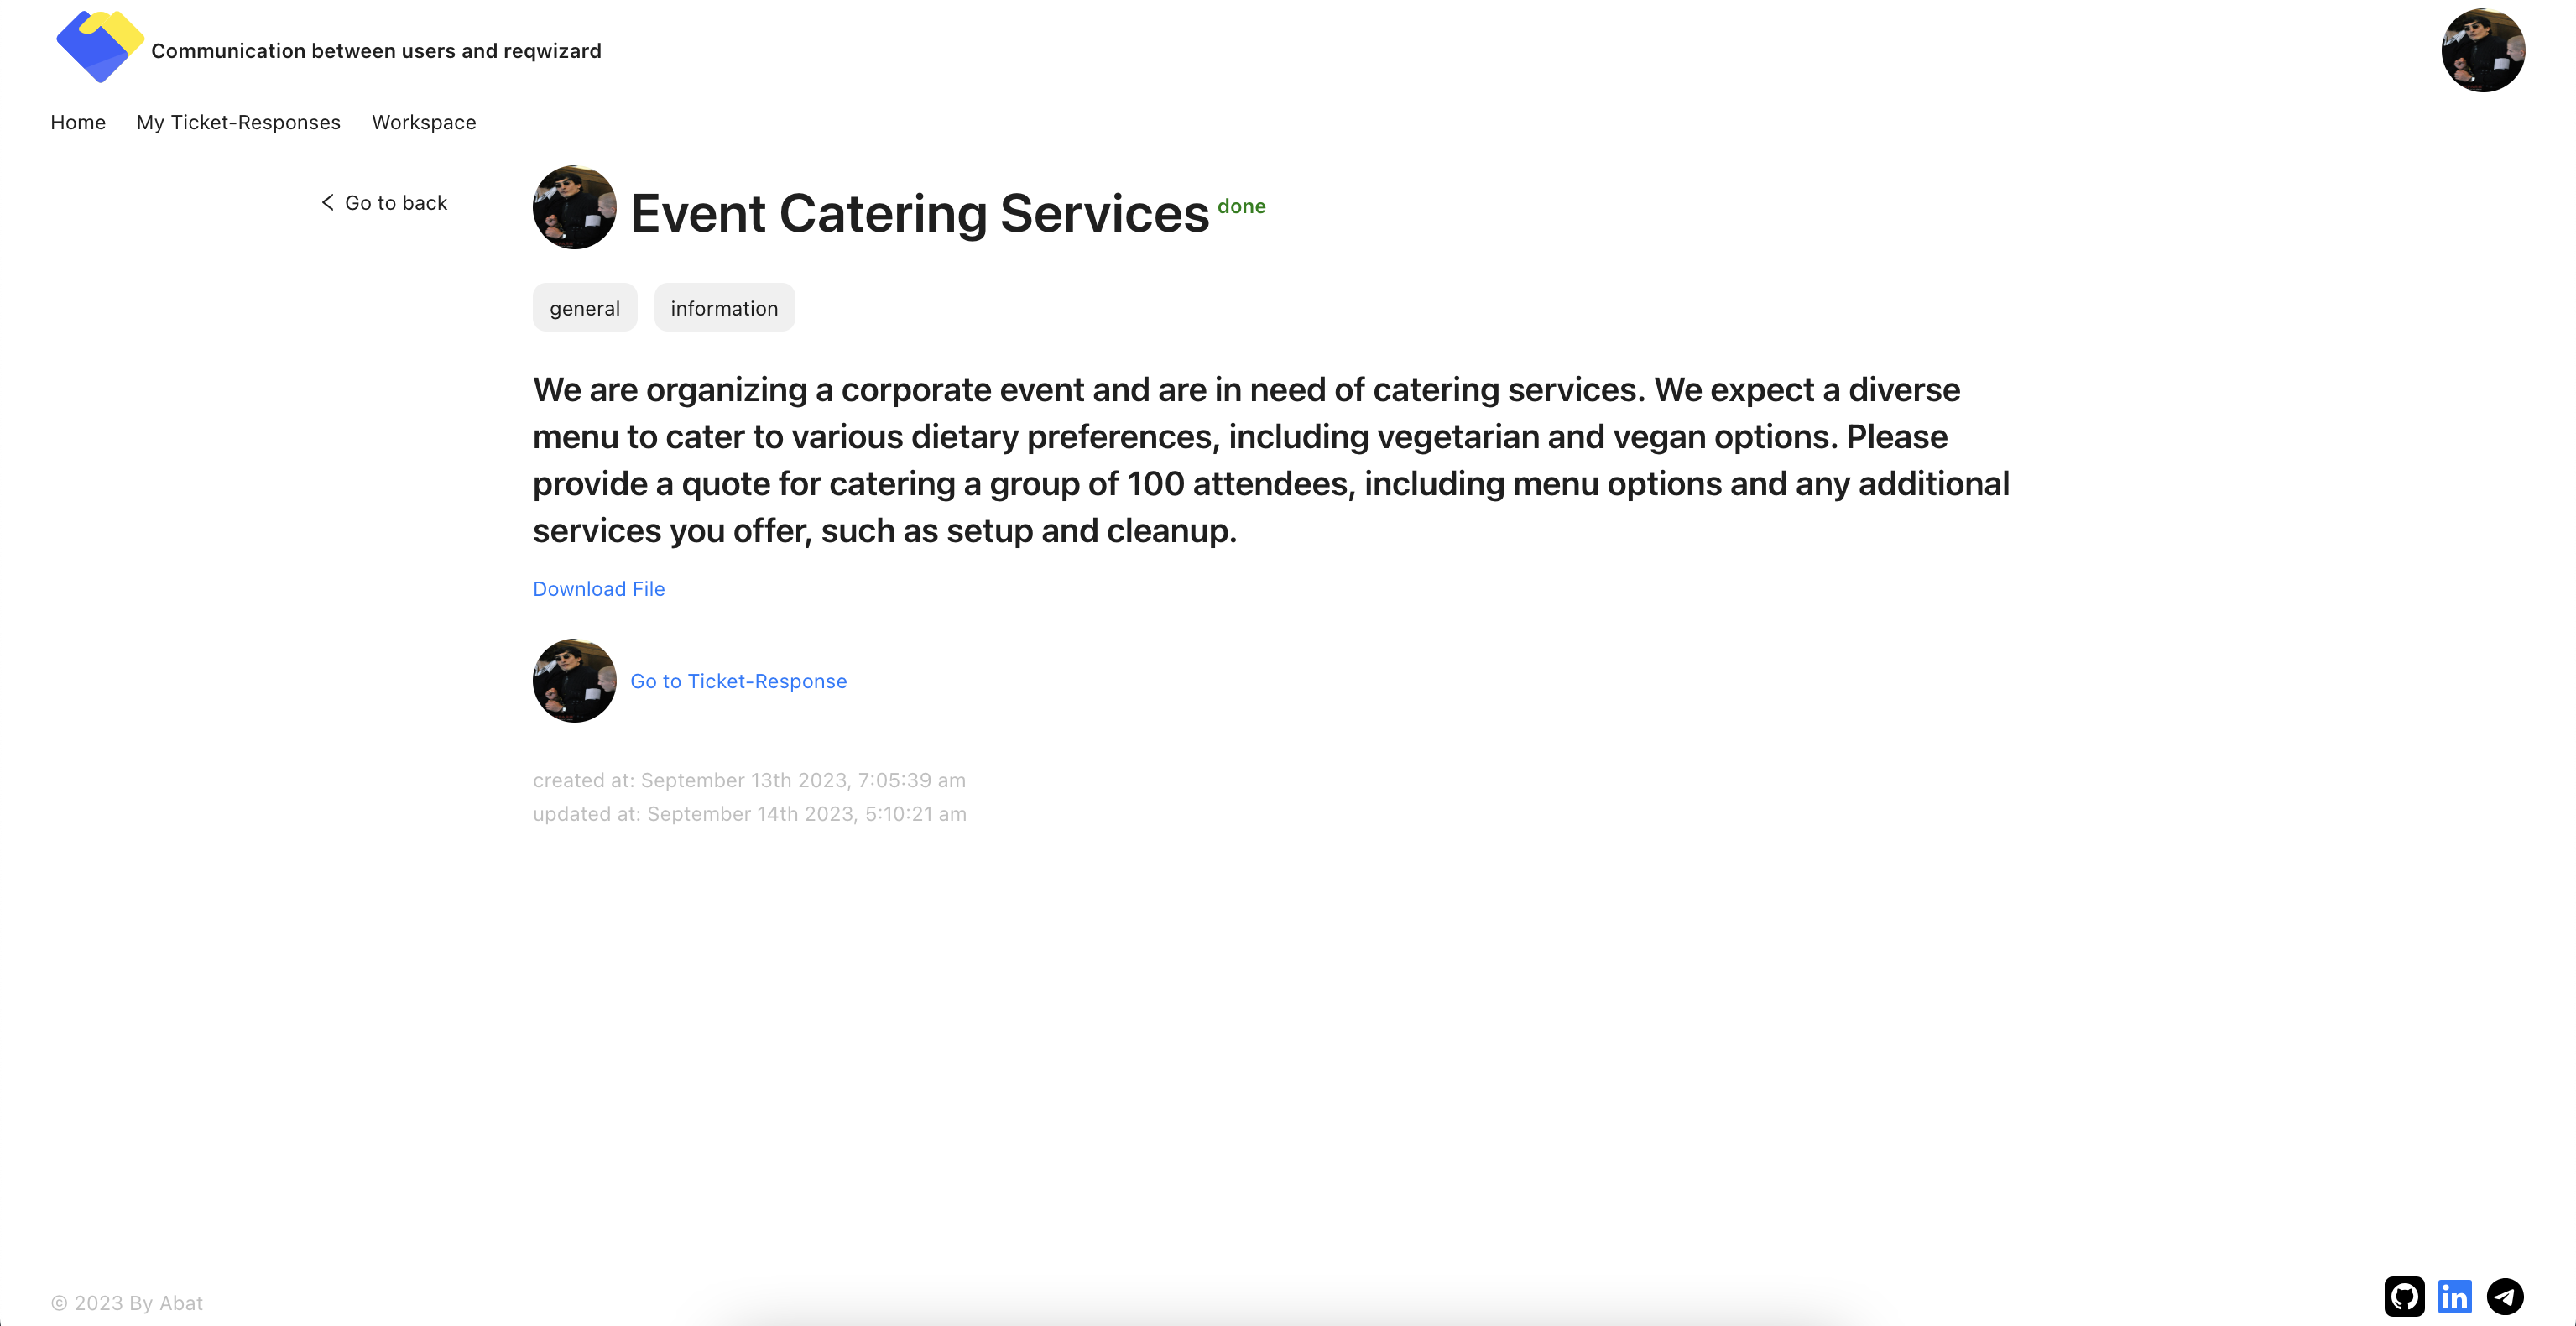 Communication between users and reqwizard
Home My Ticket-Responses Workspace
Go to back
Event Catering Services done
general information
We are organizing a corporate event and are in need of catering services. We expect a diverse
menu to cater to various dietary preferences, including vegetarian and vegan options. Please
provide a quote for catering a group of 100 attendees, including menu options and any additional
services you offer, such as setup and cleanup.
Download File
Go to Ticket-Response
created at: September 13th 2023, 7:05:39 am
updated at: September 14th 2023, 5:10:21 am
© 2023 By Abat
in